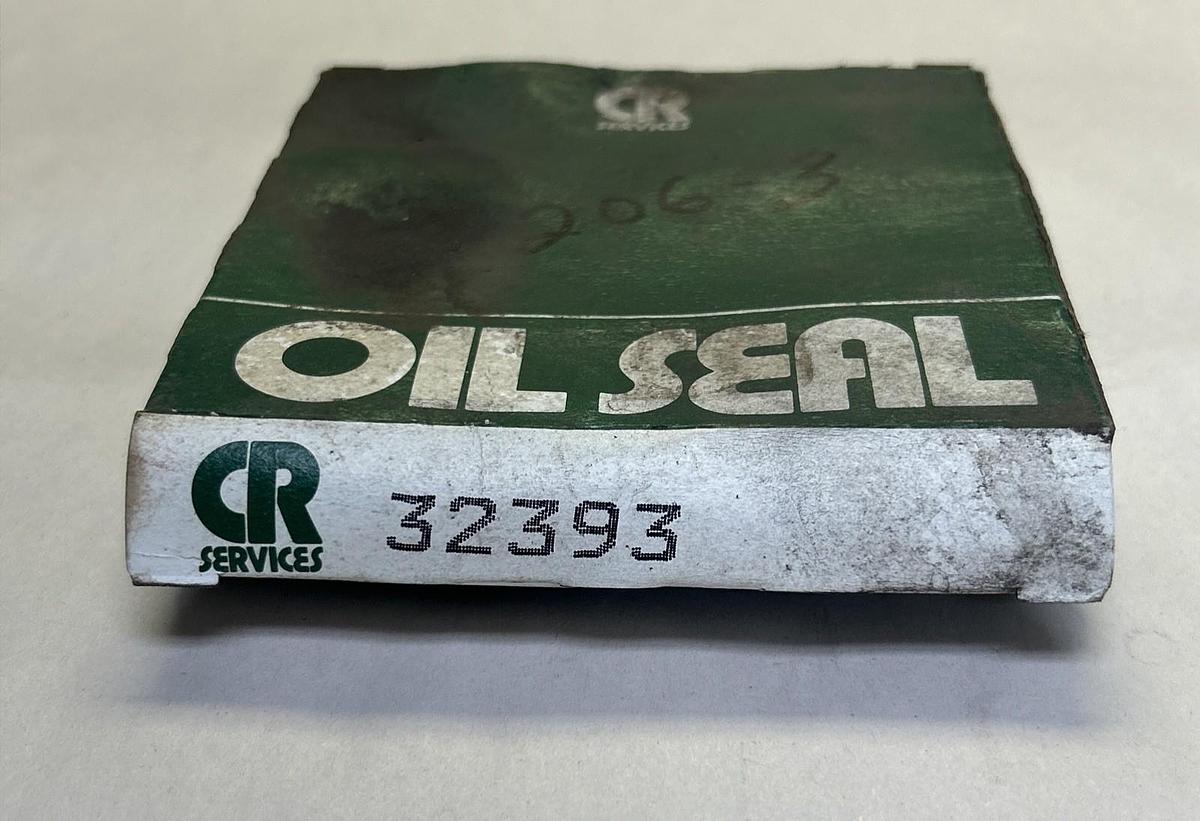 CR
SERVICES
206-3
OIL SEAL
CR
SERVICES
32393